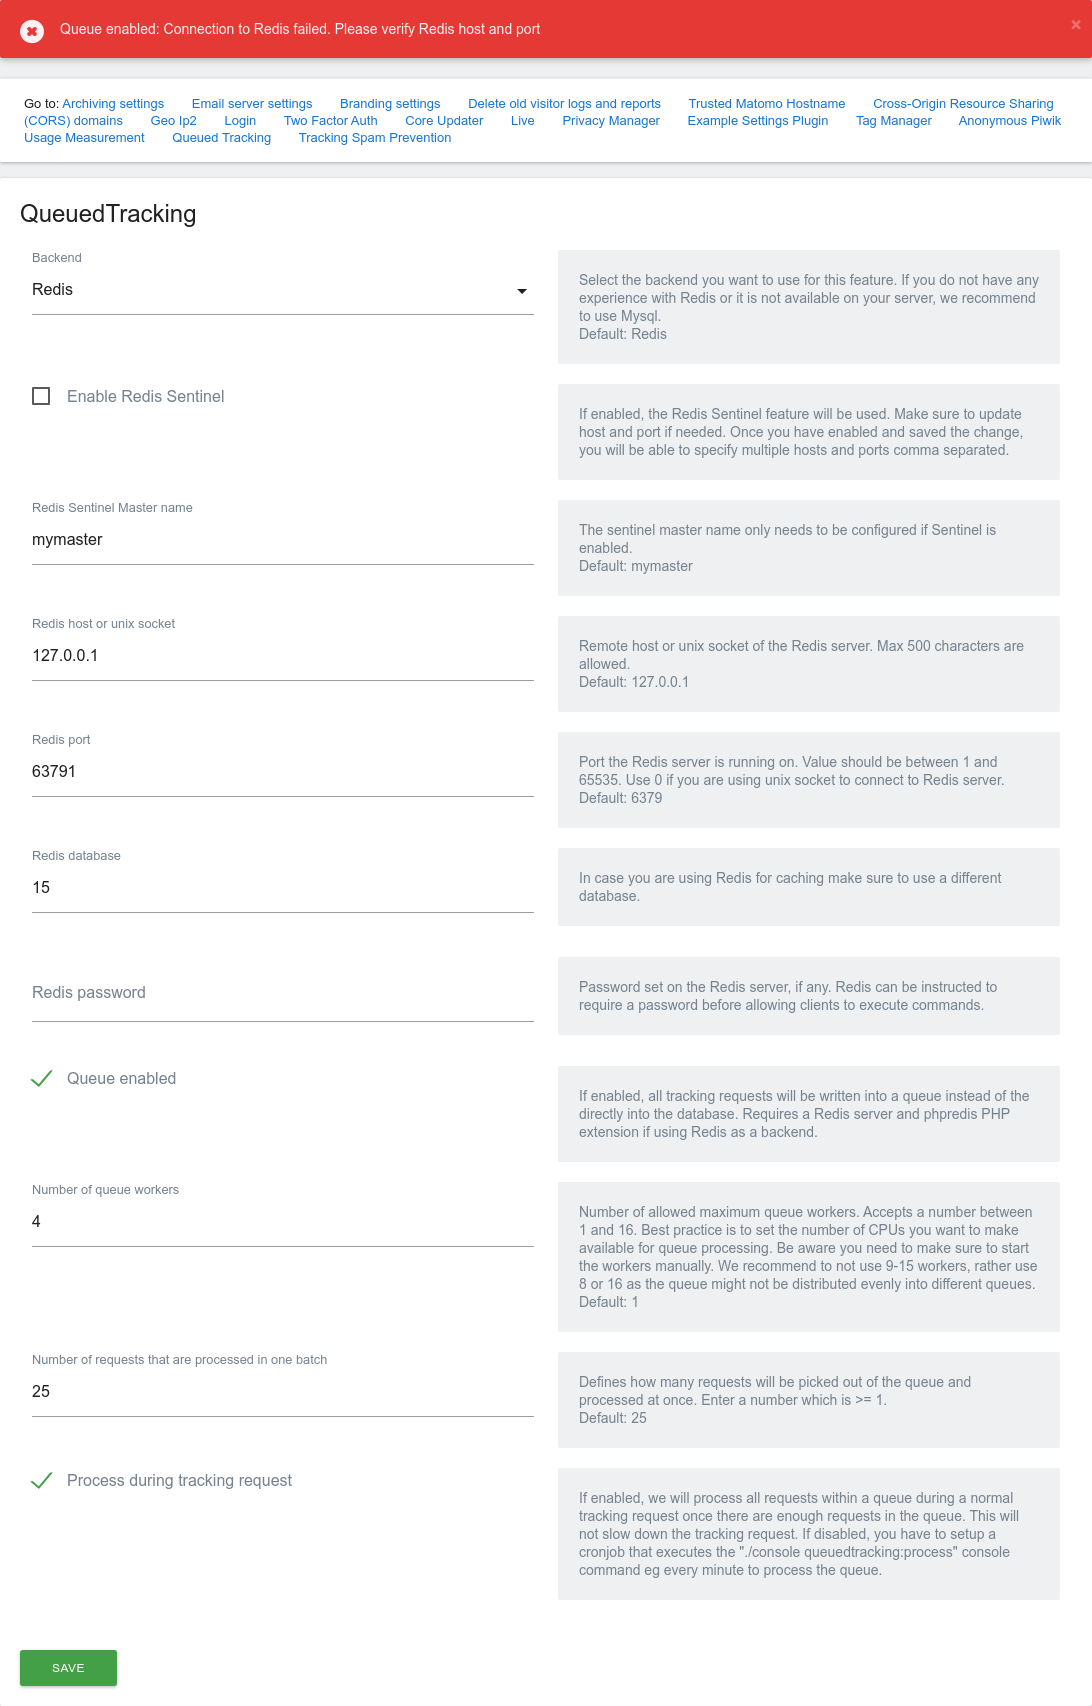 Queue enabled: Connection to Redis failed. Please verify Redis host and port
×
Go to: Archiving settings Email server settings Branding settings Delete old visitor logs and reports Trusted Matomo Hostname Cross-Origin Resource Sharing
(CORS) domains Geo Ip2 Login Two Factor Auth Core Updater Live Privacy Manager Example Settings Plugin Tag Manager Anonymous Piwik
Usage Measurement Queued Tracking Tracking Spam Prevention
QueuedTracking
Backend
Redis
Select the backend you want to use for this feature. If you do not have any
experience with Redis or it is not available on your server, we recommend
to use Mysql.
Default: Redis
Enable Redis Sentinel
If enabled, the Redis Sentinel feature will be used. Make sure to update
host and port if needed. Once you have enabled and saved the change,
you will be able to specify multiple hosts and ports comma separated.
Redis Sentinel Master name
mymaster
The sentinel master name only needs to be configured if Sentinel is
enabled.
Default: mymaster
Redis host or unix socket
127.0.0.1
Remote host or unix socket of the Redis server. Max 500 characters are
allowed.
Default: 127.0.0.1
Redis port
63791
Port the Redis server is running on. Value should be between 1 and
65535. Use 0 if you are using unix socket to connect to Redis server.
Default: 6379
Redis database
15
In case you are using Redis for caching make sure to use a different
database.
Redis password
Password set on the Redis server, if any. Redis can be instructed to
require a password before allowing clients to execute commands.
Queue enabled
If enabled, all tracking requests will be written into a queue instead of the
directly into the database. Requires a Redis server and phpredis PHP
extension if using Redis as a backend.
Number of queue workers
4
Number of allowed maximum queue workers. Accepts a number between
1 and 16. Best practice is to set the number of CPUs you want to make
available for queue processing. Be aware you need to make sure to start
the workers manually. We recommend to not use 9-15 workers, rather use
8 or 16 as the queue might not be distributed evenly into different queues.
Default: 1
Number of requests that are processed in one batch
25
Defines how many requests will be picked out of the queue and
processed at once. Enter a number which is >= 1.
Default: 25
Process during tracking request
If enabled, we will process all requests within a queue during a normal
tracking request once there are enough requests in the queue. This will
not slow down the tracking request. If disabled, you have to setup a
cronjob that executes the "./console queuedtracking:process" console
command eg every minute to process the queue.
SAVE